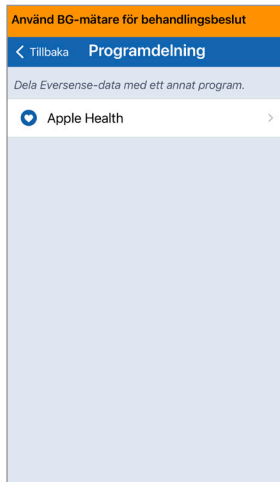 Använd BG-mätare för behandlingsbeslut
Tillbaka Programdelning
Dela Eversense-data med ett annat program.
Apple Health